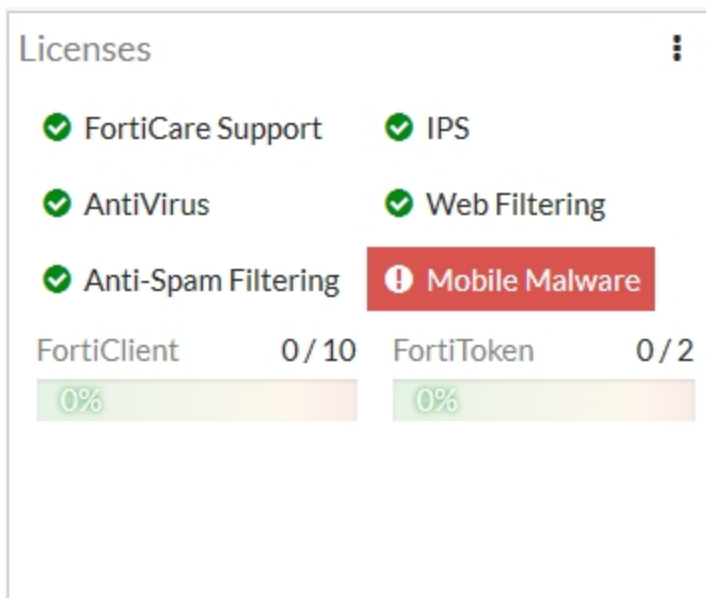 Licenses
FortiCare Support
IPS
AntiVirus
Web Filtering
Anti-Spam Filtering
Mobile Malware
FortiClient 0 / 10
FortiToken 0 / 2
0%
0%